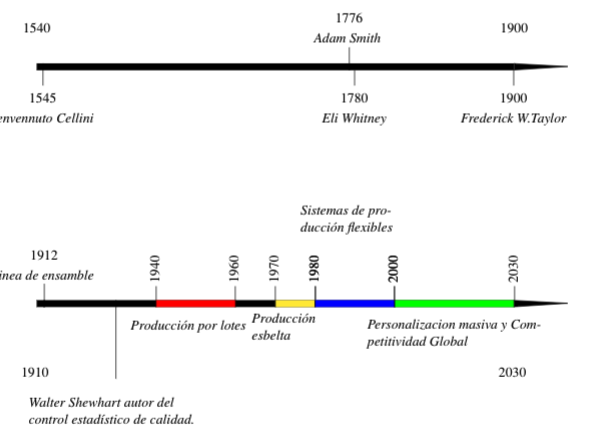 1776
1540
1900
Adam Smith
1545
1780
1900
envennuto Cellini
Eli Whitney
Frederick W.Taylor
Sistemas de pro-
ducción flexibles
1912
inea de ensamble
1940
1960
1970
1980
2000
2030
Producción por lotes
Producción
esbelta
Personalizacion masiva y Com-
petitividad Global
1910
2030
Walter Shewhart autor del
control estadístico de calidad.